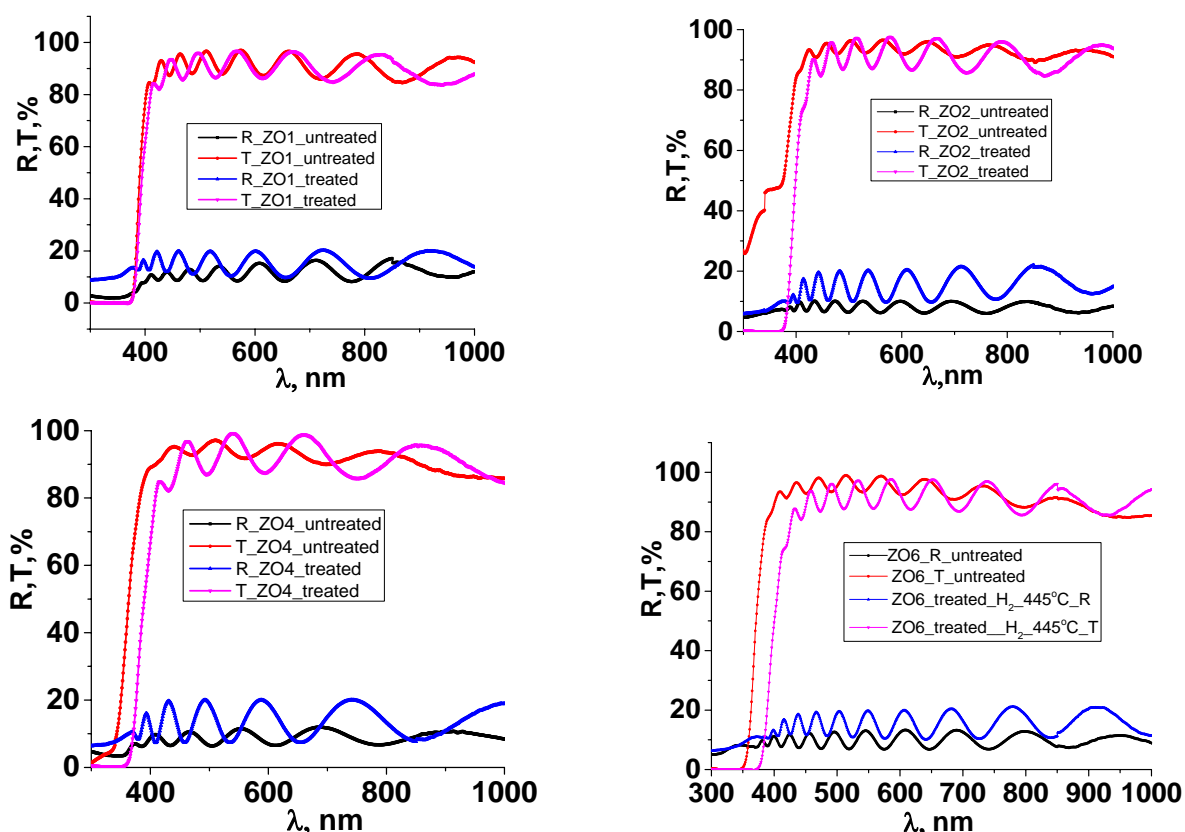 100
80
60
40
20
0
R,T,%
R_ZO1_untreated
T_ZO1_untreated
R_ZO1_treated
T_ZO1_treated
400 600 800 1000
λ, nm
100
80
60
40
20
0
R,T,%
R_ZO2_untreated
T_ZO2_untreated
R_ZO2_treated
T_ZO2_treated
400 600 800 1000
λ,nm
100
80
60
40
20
0
R,T,%
R_ZO4_untreated
T_ZO4_untreated
R_ZO4_treated
T_ZO4_treated
400 600 800 1000
λ, nm
100
80
60
40
20
0
R,T,%
ZO6_R_untreated
ZO6_T_untreated
ZO6_treated_H₂_445°C_R
ZO6_treated__H₂_445°C_T
300 400 500 600 700 800 900 1000
λ, nm